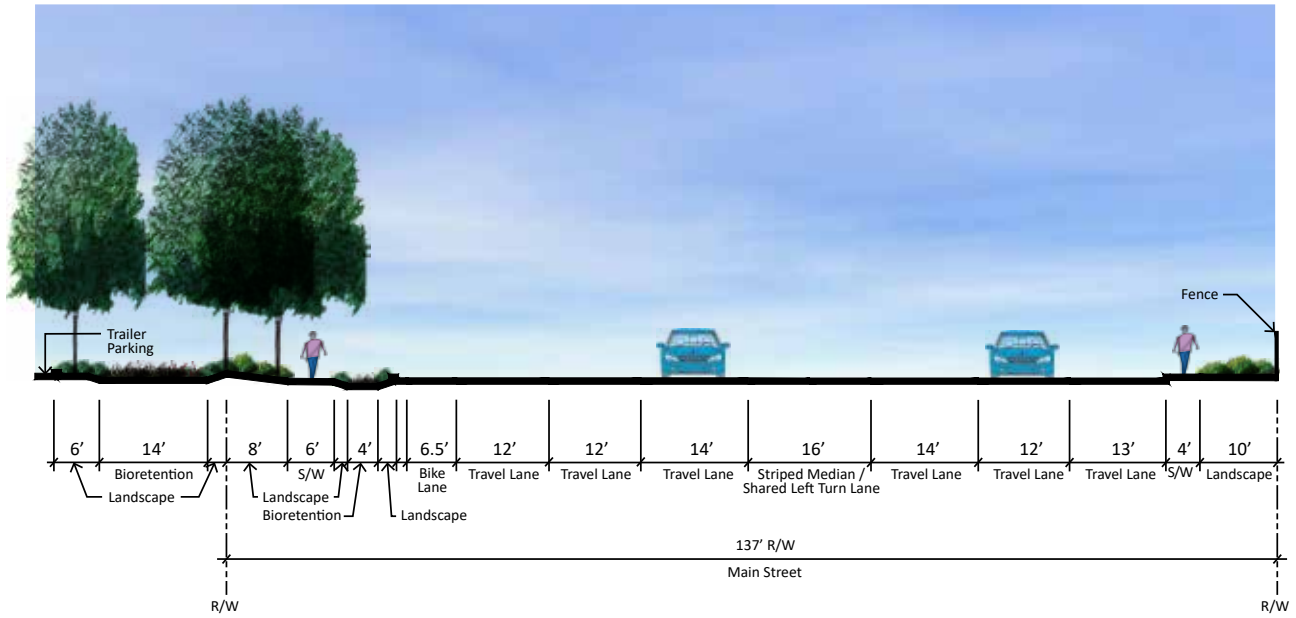 Fence
Trailer
Parking
6’ 14’ 8’ 6’ 4’ 6.5’ 12’ 12’ 14’ 16’ 14’ 12’ 13’ 4’ 10’
Bioretention S/W Bike Travel Lane Travel Lane Travel Lane Striped Median / Travel Lane Travel Lane Travel Lane S/W Landscape
Lane Shared Left Turn Lane
Landscape Landscape
Bioretention Landscape
137’ R/W
Main Street
R/W R/W